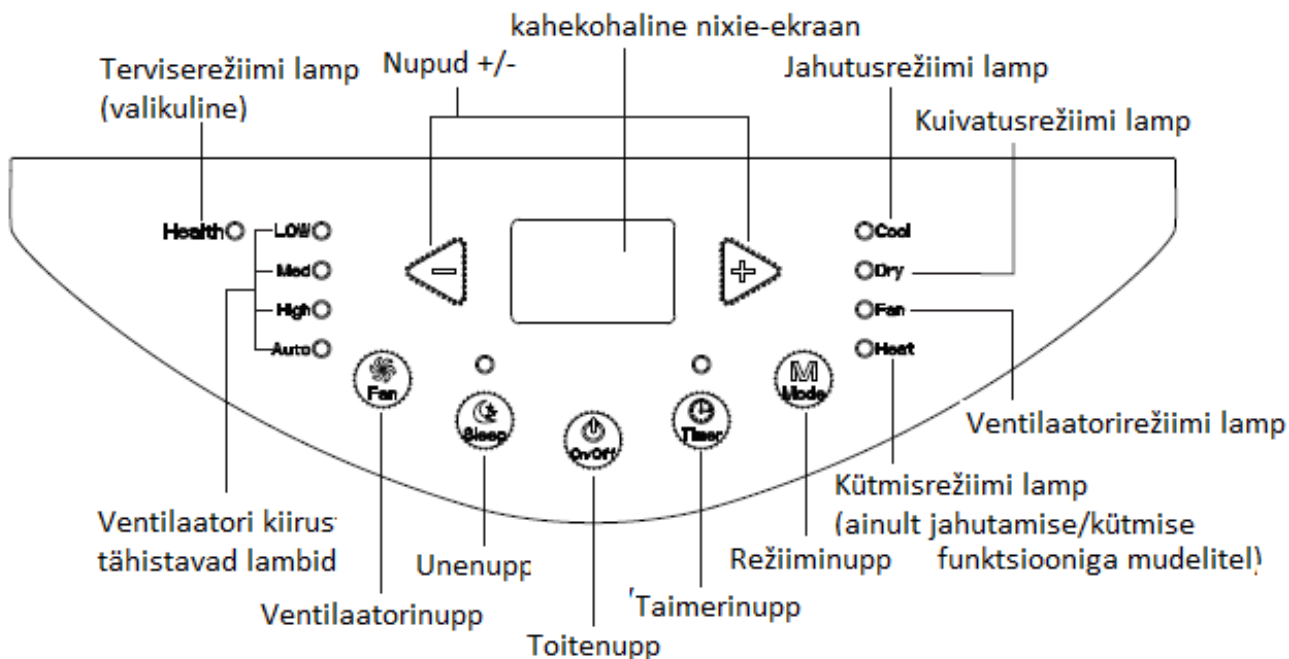 kahekohaline nixie-ekraan
Terviserežiimi lamp
(valikuline)
Nupud +/-
Jahutusrežiimi lamp
Kuivatusrežiimi lamp
Health
LOW
Med
High
Auto
−
+
Cool
Dry
Fan
Heat
Fan
Sleep
On/Off
Timer
M
Mode
Ventilaatorirežiimi lamp
Kütmisrežiimi lamp
(ainult jahutamise/kütmise
funktsiooniga mudelitel)
Ventilaatori kiirus
tähistavad lambid
Unenupp
Režiiminupp
Ventilaatorinupp
Taimerinupp
Toitenupp